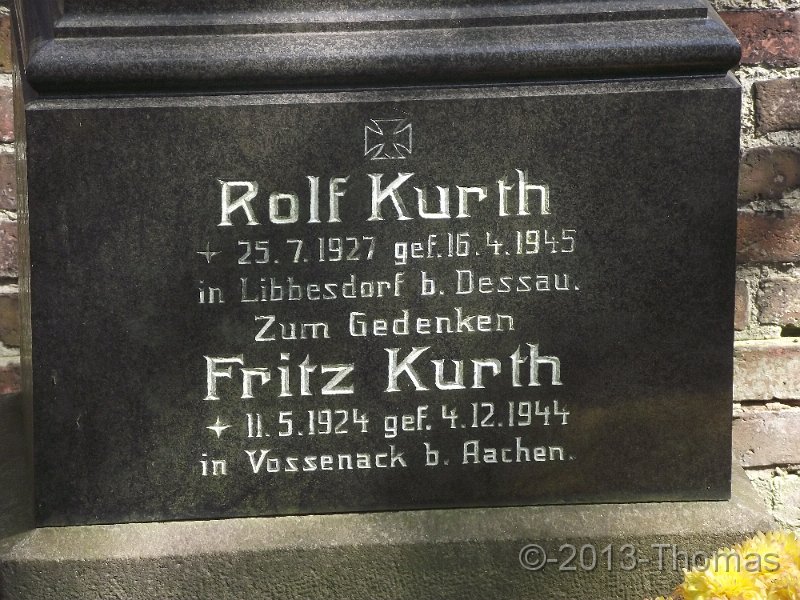 Rolf Kurth
✦ 25.7.1927 gef. 16.4.1945
in Libbesdorf b. Dessau.
Zum Gedenken
Fritz Kurth
✦ 11.5.1924 gef. 4.12.1944
in Vossenack b. Aachen.
©-2013-Thomas